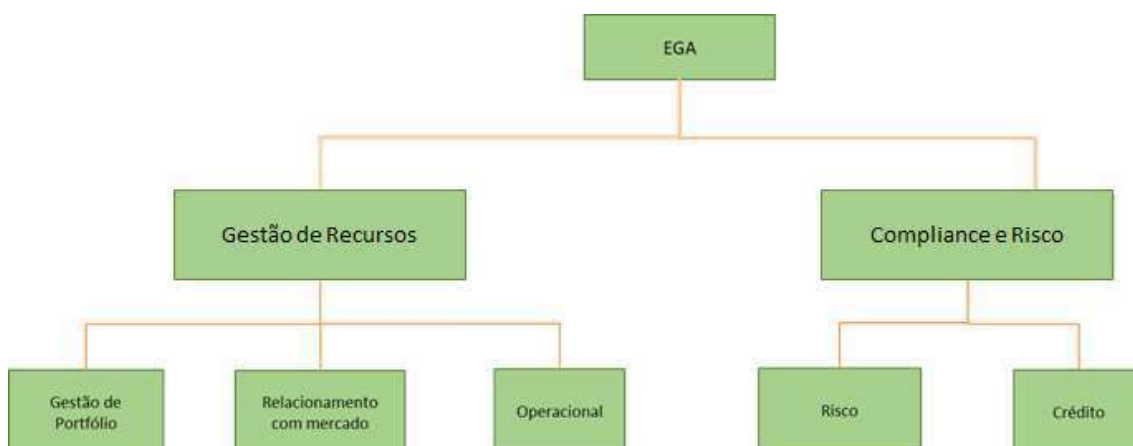 EGA
Gestão de Recursos
Compliance e Risco
Gestão de
Portfólio
Relacionamento
com mercado
Operacional
Risco
Crédito